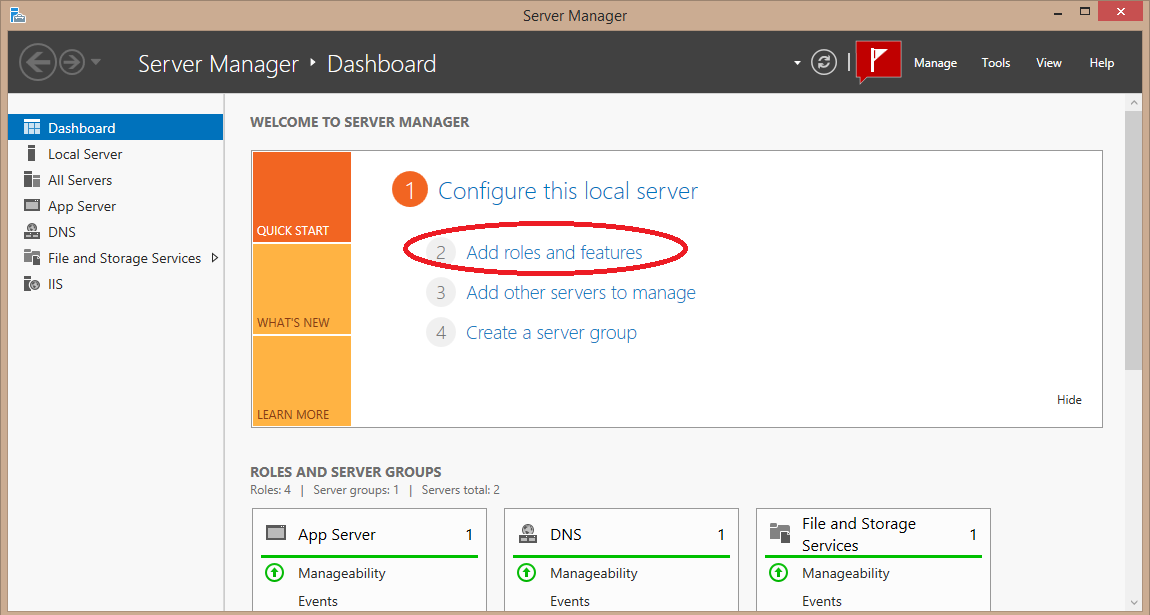 Server Manager
Server Manager ‣ Dashboard
Manage Tools View Help
Dashboard
Local Server
All Servers
App Server
DNS
File and Storage Services
IIS
WELCOME TO SERVER MANAGER
QUICK START
WHAT'S NEW
LEARN MORE
1 Configure this local server
2 Add roles and features
3 Add other servers to manage
4 Create a server group
Hide
ROLES AND SERVER GROUPS
Roles: 4 | Server groups: 1 | Servers total: 2
App Server 1
Manageability
Events
DNS 1
Manageability
Events
File and Storage
Services 1
Manageability
Events